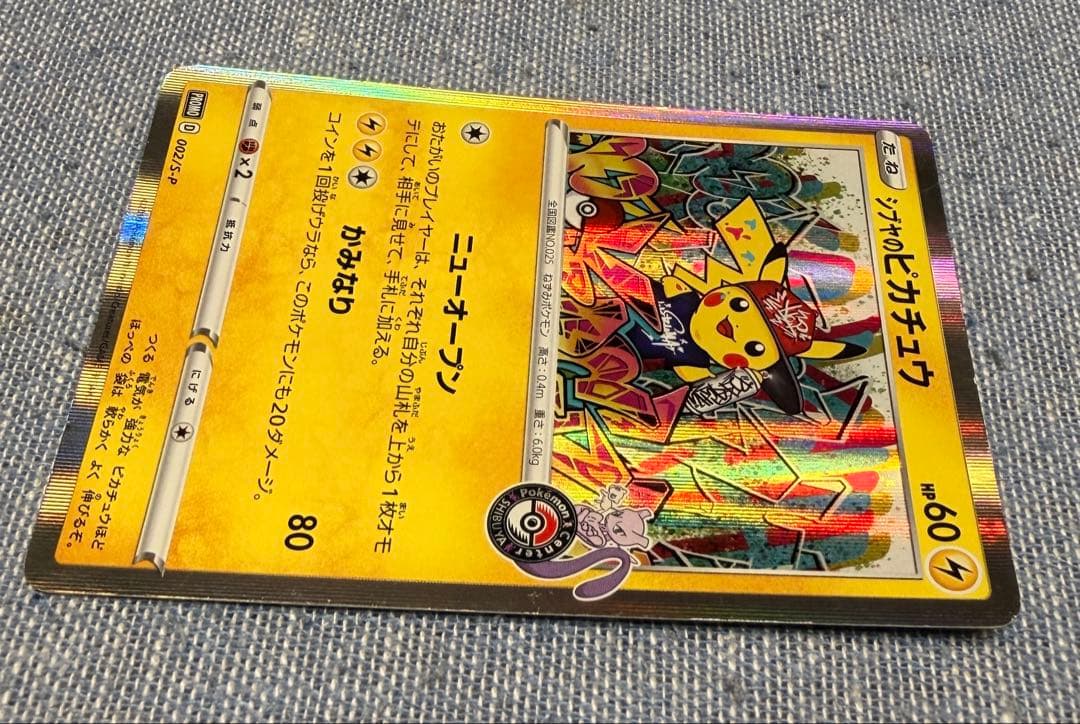 たね
シブヤのピカチュウ
HP60
全国図鑑NO.025 ねずみポケモン 高さ：0.4m 重さ：6.0kg
Pokémon Center
SHIBUYA
ニューオープン
おたがいのプレイヤーは、それぞれ自分の山札を上から1枚オモ
テにして、相手に見せて、手札に加える。
かみなり 80
コインを1回投げウラなら、このポケモンにも20ダメージ。
弱点 ×2 抵抗力 にげる
PROMO D 002/S-P
つくる 電気が 強力な ピカチュウほど
ほっぺの 袋は 軟らかく よく 伸びるぞ。